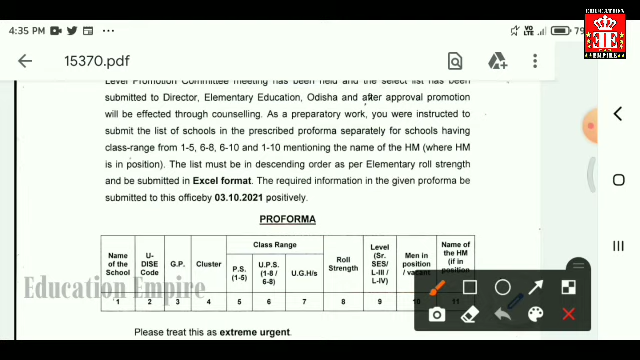 4:35 PM
VO
LTE
79
EDUCATION
EMPIRE
15370.pdf
Level Promotion Committee meeting has been held and the select list has been
submitted to Director, Elementary Education, Odisha and after approval promotion
will be effected through counselling. As a preparatory work, you were instructed to
submit the list of schools in the prescribed proforma separately for schools having
class-range from 1-5, 6-8, 6-10 and 1-10 mentioning the name of the HM (where HM
is in position). The list must be in descending order as per Elementary roll strength
and be submitted in Excel format. The required information in the given proforma be
submitted to this officeby 03.10.2021 positively.
PROFORMA
Name of the School
U-DISE Code
G.P.
Cluster
Class Range
P.S. (1-5)
U.P.S. (1-8 / 6-8)
U.G.H/s
Roll Strength
Level (Sr. SES/ L-III / L-IV)
Men in position / vacant
Name of the HM (if in position
1 2 3 4 5 6 7 8 9 10 11
Education Empire
Please treat this as extreme urgent.